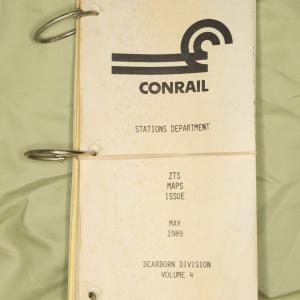 CONRAIL
STATIONS DEPARTMENT
ZTS
MAPS
ISSUE
MAY
1989
DEARBORN DIVISION
VOLUME 4